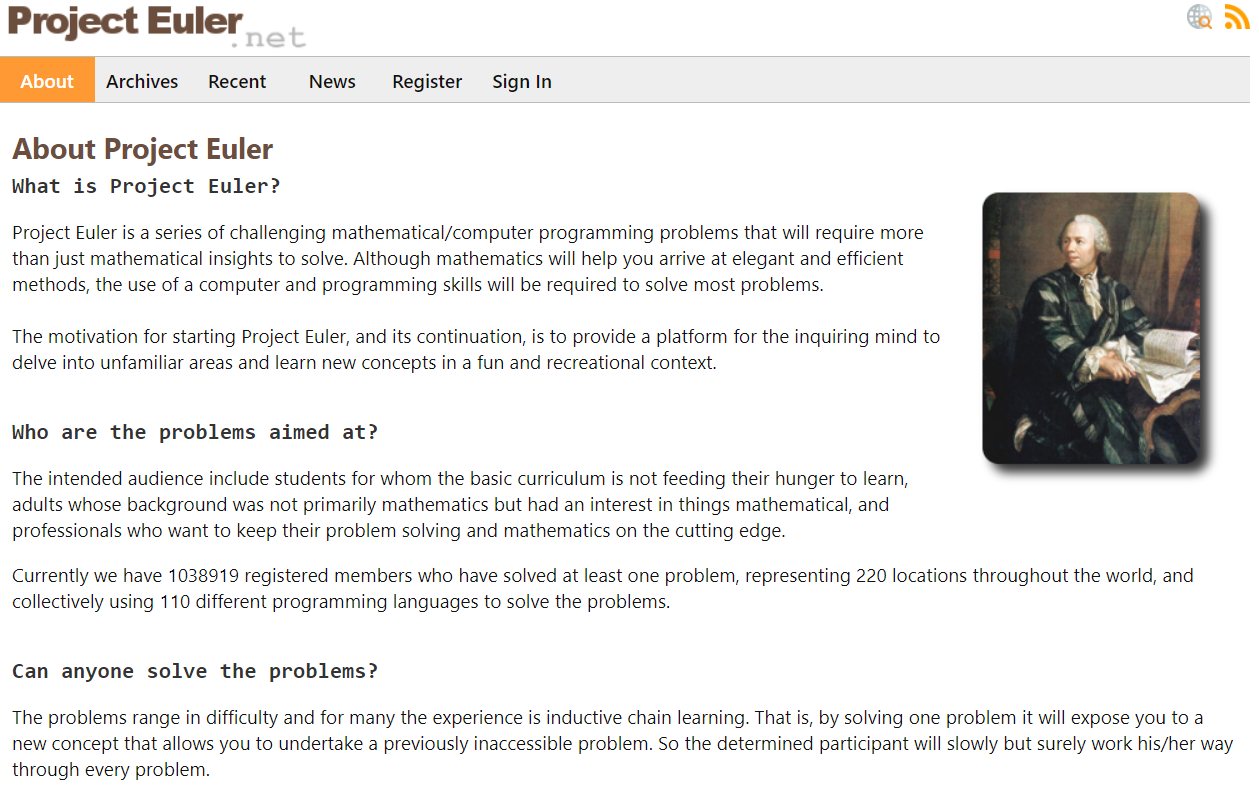 Project Euler
.net
About Archives Recent News Register Sign In
About Project Euler
What is Project Euler?
Project Euler is a series of challenging mathematical/computer programming problems that will require more
than just mathematical insights to solve. Although mathematics will help you arrive at elegant and efficient
methods, the use of a computer and programming skills will be required to solve most problems.
The motivation for starting Project Euler, and its continuation, is to provide a platform for the inquiring mind to
delve into unfamiliar areas and learn new concepts in a fun and recreational context.
Who are the problems aimed at?
The intended audience include students for whom the basic curriculum is not feeding their hunger to learn,
adults whose background was not primarily mathematics but had an interest in things mathematical, and
professionals who want to keep their problem solving and mathematics on the cutting edge.
Currently we have 1038919 registered members who have solved at least one problem, representing 220 locations throughout the world, and
collectively using 110 different programming languages to solve the problems.
Can anyone solve the problems?
The problems range in difficulty and for many the experience is inductive chain learning. That is, by solving one problem it will expose you to a
new concept that allows you to undertake a previously inaccessible problem. So the determined participant will slowly but surely work his/her way
through every problem.